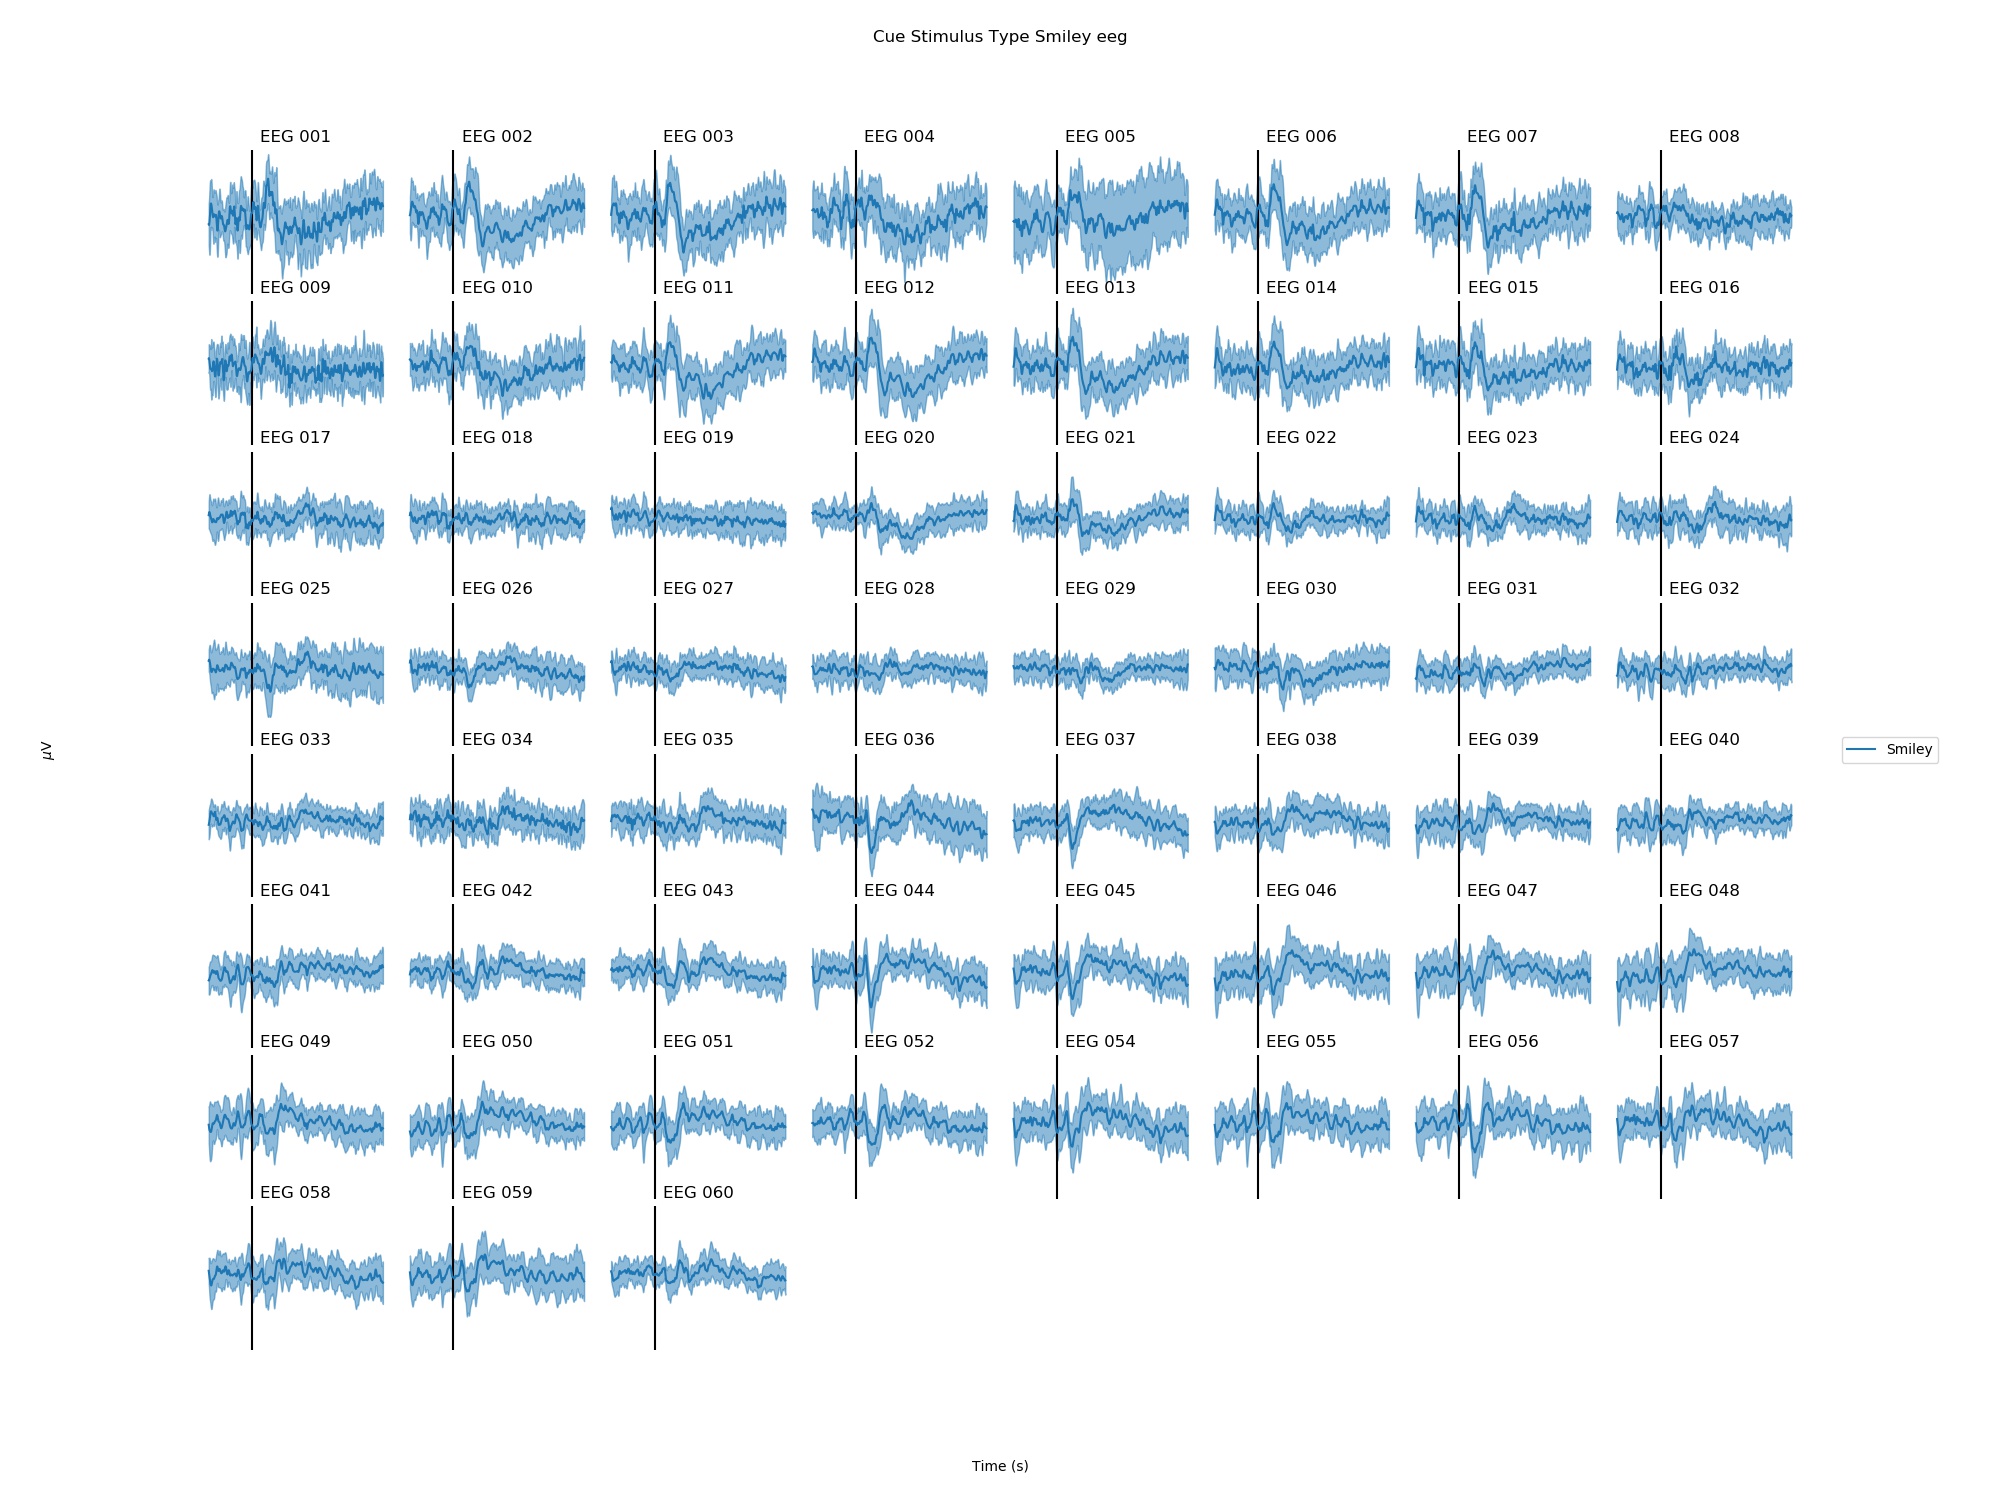 Cue Stimulus Type Smiley eeg
EEG 001 EEG 002 EEG 003 EEG 004 EEG 005 EEG 006 EEG 007 EEG 008
EEG 009 EEG 010 EEG 011 EEG 012 EEG 013 EEG 014 EEG 015 EEG 016
EEG 017 EEG 018 EEG 019 EEG 020 EEG 021 EEG 022 EEG 023 EEG 024
EEG 025 EEG 026 EEG 027 EEG 028 EEG 029 EEG 030 EEG 031 EEG 032
EEG 033 EEG 034 EEG 035 EEG 036 EEG 037 EEG 038 EEG 039 EEG 040
μV
Smiley
EEG 041 EEG 042 EEG 043 EEG 044 EEG 045 EEG 046 EEG 047 EEG 048
EEG 049 EEG 050 EEG 051 EEG 052 EEG 054 EEG 055 EEG 056 EEG 057
EEG 058 EEG 059 EEG 060
Time (s)